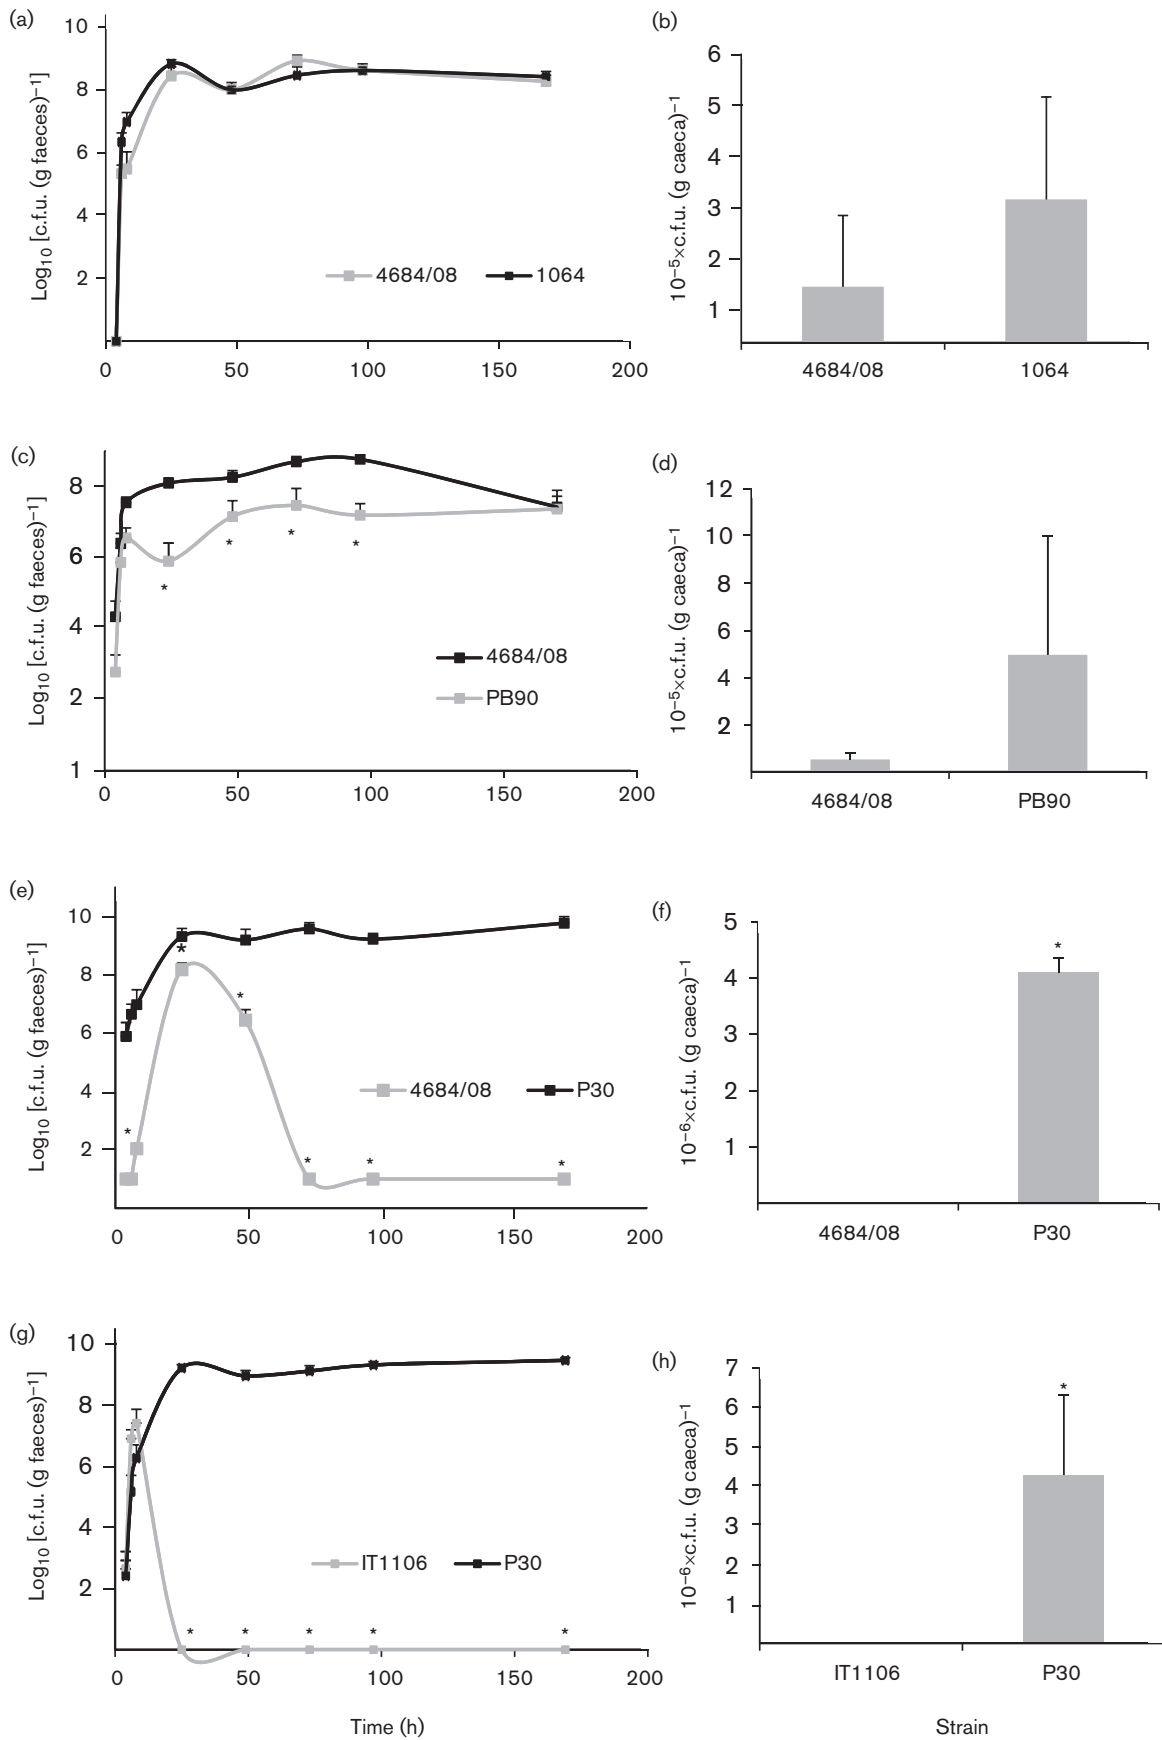 (a)
Log10 [c.f.u. (g faeces)−1]
10
8
6
4
2
4684/08 1064
0 50 100 150 200
(b)
10−5×c.f.u. (g caeca)−1
6
5
4
3
2
1
4684/08 1064
(c)
Log10 [c.f.u. (g faeces)−1]
8
6
4
2
1
* * * *
4684/08
PB90
0 50 100 150 200
(d)
10−5×c.f.u. (g caeca)−1
12
10
8
6
4
2
4684/08 PB90
(e)
Log10 [c.f.u. (g faeces)−1]
10
8
6
4
2
* * * * * *
4684/08 P30
0 50 100 150 200
(f)
10−6×c.f.u. (g caeca)−1
5
4
3
2
1
*
4684/08 P30
(g)
Log10 [c.f.u. (g faeces)−1]
10
8
6
4
2
IT1106 P30
* * * * *
0 50 100 150 200
Time (h)
(h)
10−6×c.f.u. (g caeca)−1
7
6
5
4
3
2
1
*
IT1106 P30
Strain